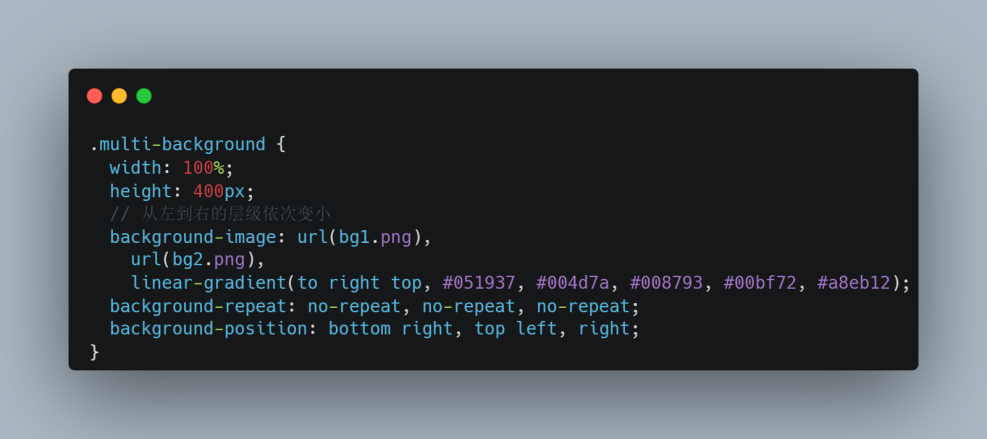 .multi-background {
  width: 100%;
  height: 400px;
  // 从左到右的层级依次变小
  background-image: url(bg1.png),
    url(bg2.png),
    linear-gradient(to right top, #051937, #004d7a, #008793, #00bf72, #a8eb12);
  background-repeat: no-repeat, no-repeat, no-repeat;
  background-position: bottom right, top left, right;
}